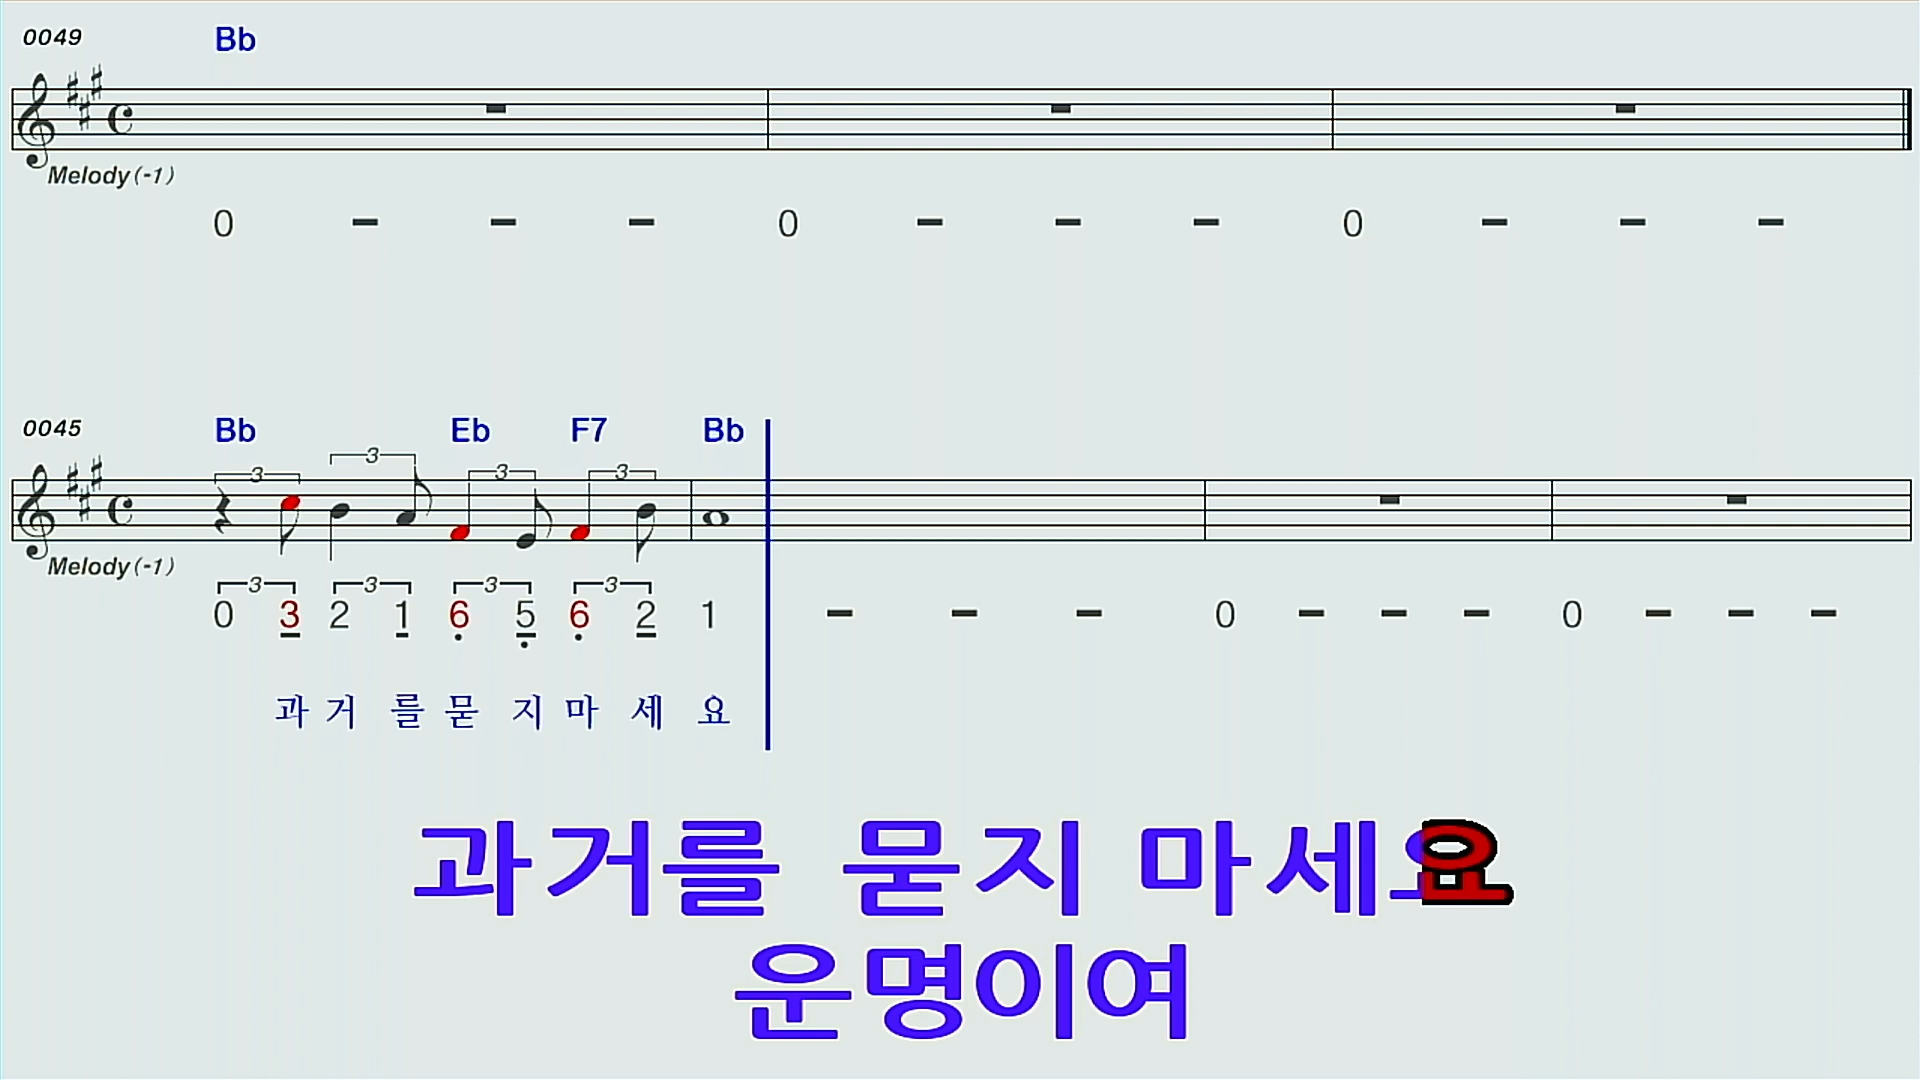 0049 Bb
Melody(-1)
0 - - - 0 - - - 0 - - -
0045 Bb Eb F7 Bb
3 3 3 3
Melody(-1)
3 3 3 3
0 3 2 1 6 5 6 2 1 - - - 0 - - - 0 - - -
과 거 를 묻 지 마 세 요
과거를 묻지 마세요
운명이여